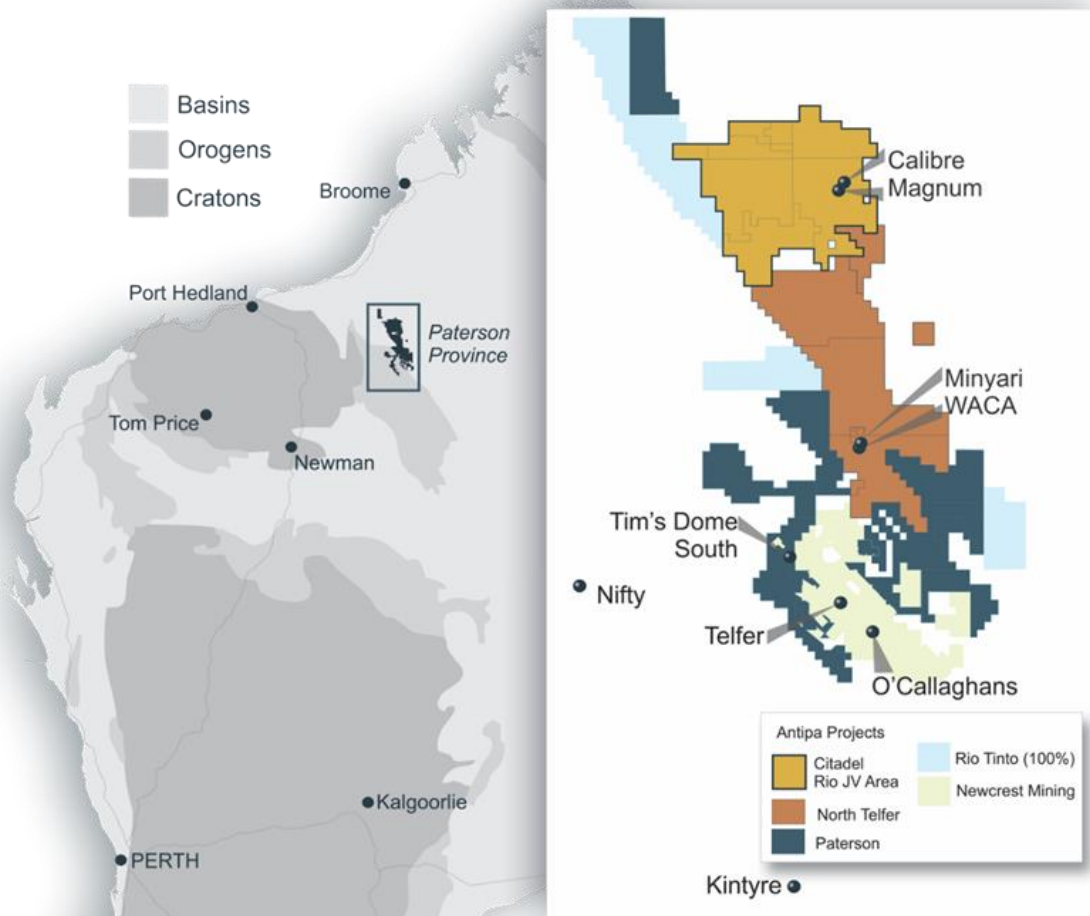 Basins
Orogens
Cratons
Broome
Port Hedland
Paterson
Province
Tom Price
Newman
Kalgoorlie
PERTH
Calibre
Magnum
Minyari
WACA
Tim's Dome
South
Nifty
Telfer
O'Callaghans
Antipa Projects
Citadel
Rio JV Area
North Telfer
Paterson
Rio Tinto (100%)
Newcrest Mining
Kintyre